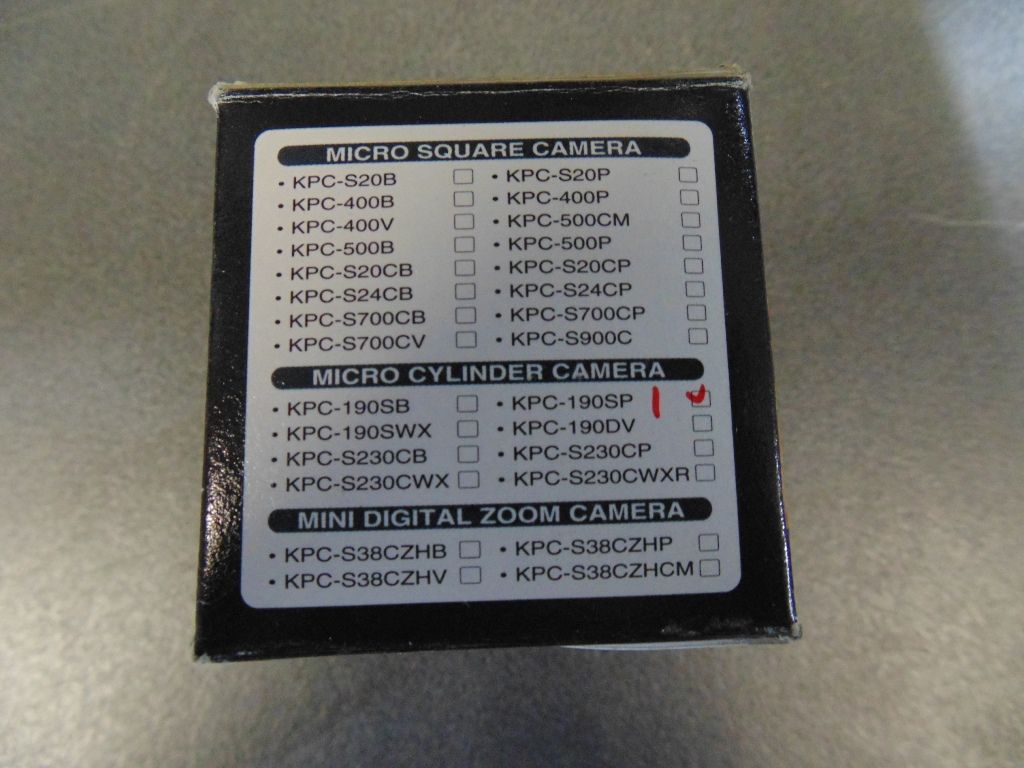 MICRO SQUARE CAMERA
• KPC-S20B □ • KPC-S20P □
• KPC-400B □ • KPC-400P □
• KPC-400V □ • KPC-500CM □
• KPC-500B □ • KPC-500P □
• KPC-S20CB □ • KPC-S20CP □
• KPC-S24CB □ • KPC-S24CP □
• KPC-S700CB □ • KPC-S700CP □
• KPC-S700CV □ • KPC-S900C □
MICRO CYLINDER CAMERA
• KPC-190SB □ • KPC-190SP 1 ☑
• KPC-190SWX □ • KPC-190DV □
• KPC-S230CB □ • KPC-S230CP □
• KPC-S230CWX □ • KPC-S230CWXR □
MINI DIGITAL ZOOM CAMERA
• KPC-S38CZHB □ • KPC-S38CZHP □
• KPC-S38CZHV □ • KPC-S38CZHCM □